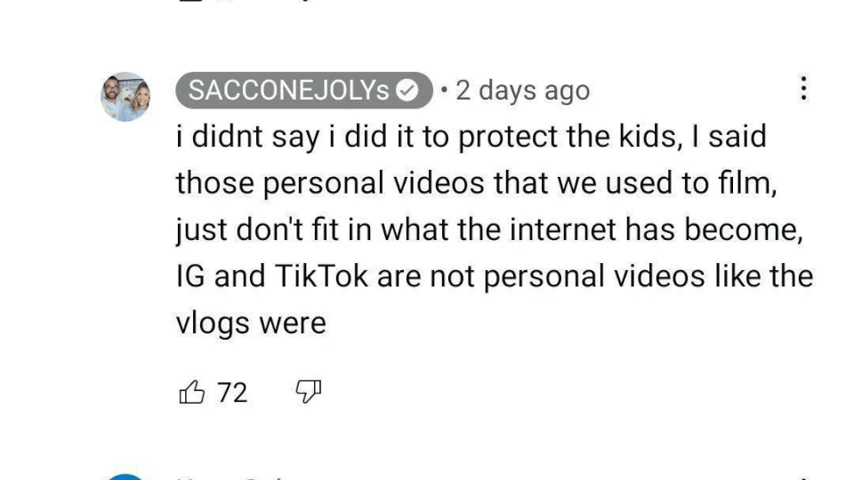 SACCONEJOLYs • 2 days ago
i didnt say i did it to protect the kids, I said
those personal videos that we used to film,
just don't fit in what the internet has become,
IG and TikTok are not personal videos like the
vlogs were
72